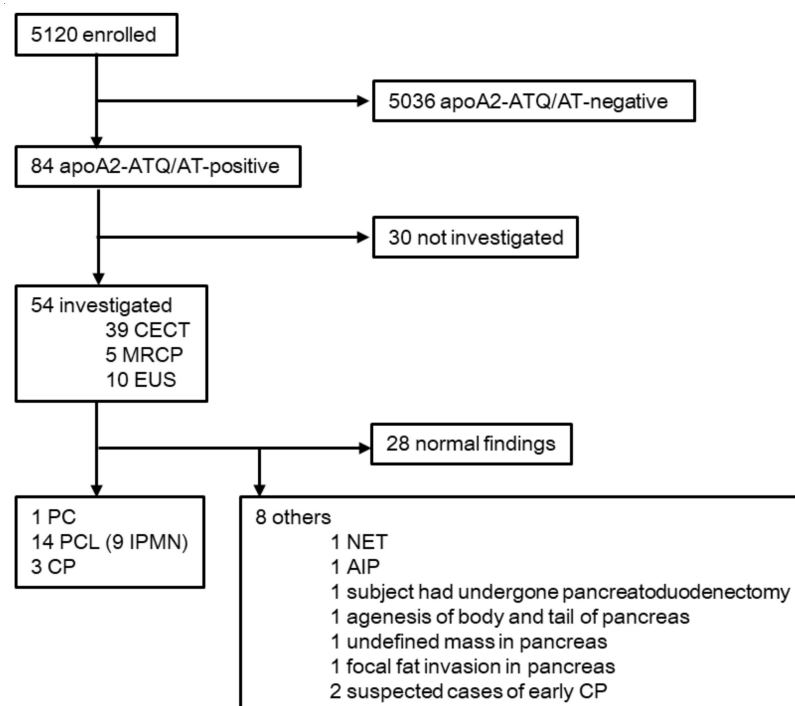 5120 enrolled
5036 apoA2-ATQ/AT-negative
84 apoA2-ATQ/AT-positive
30 not investigated
54 investigated
39 CECT
5 MRCP
10 EUS
28 normal findings
1 PC
14 PCL (9 IPMN)
3 CP
8 others
1 NET
1 AIP
1 subject had undergone pancreatoduodenectomy
1 agenesis of body and tail of pancreas
1 undefined mass in pancreas
1 focal fat invasion in pancreas
2 suspected cases of early CP